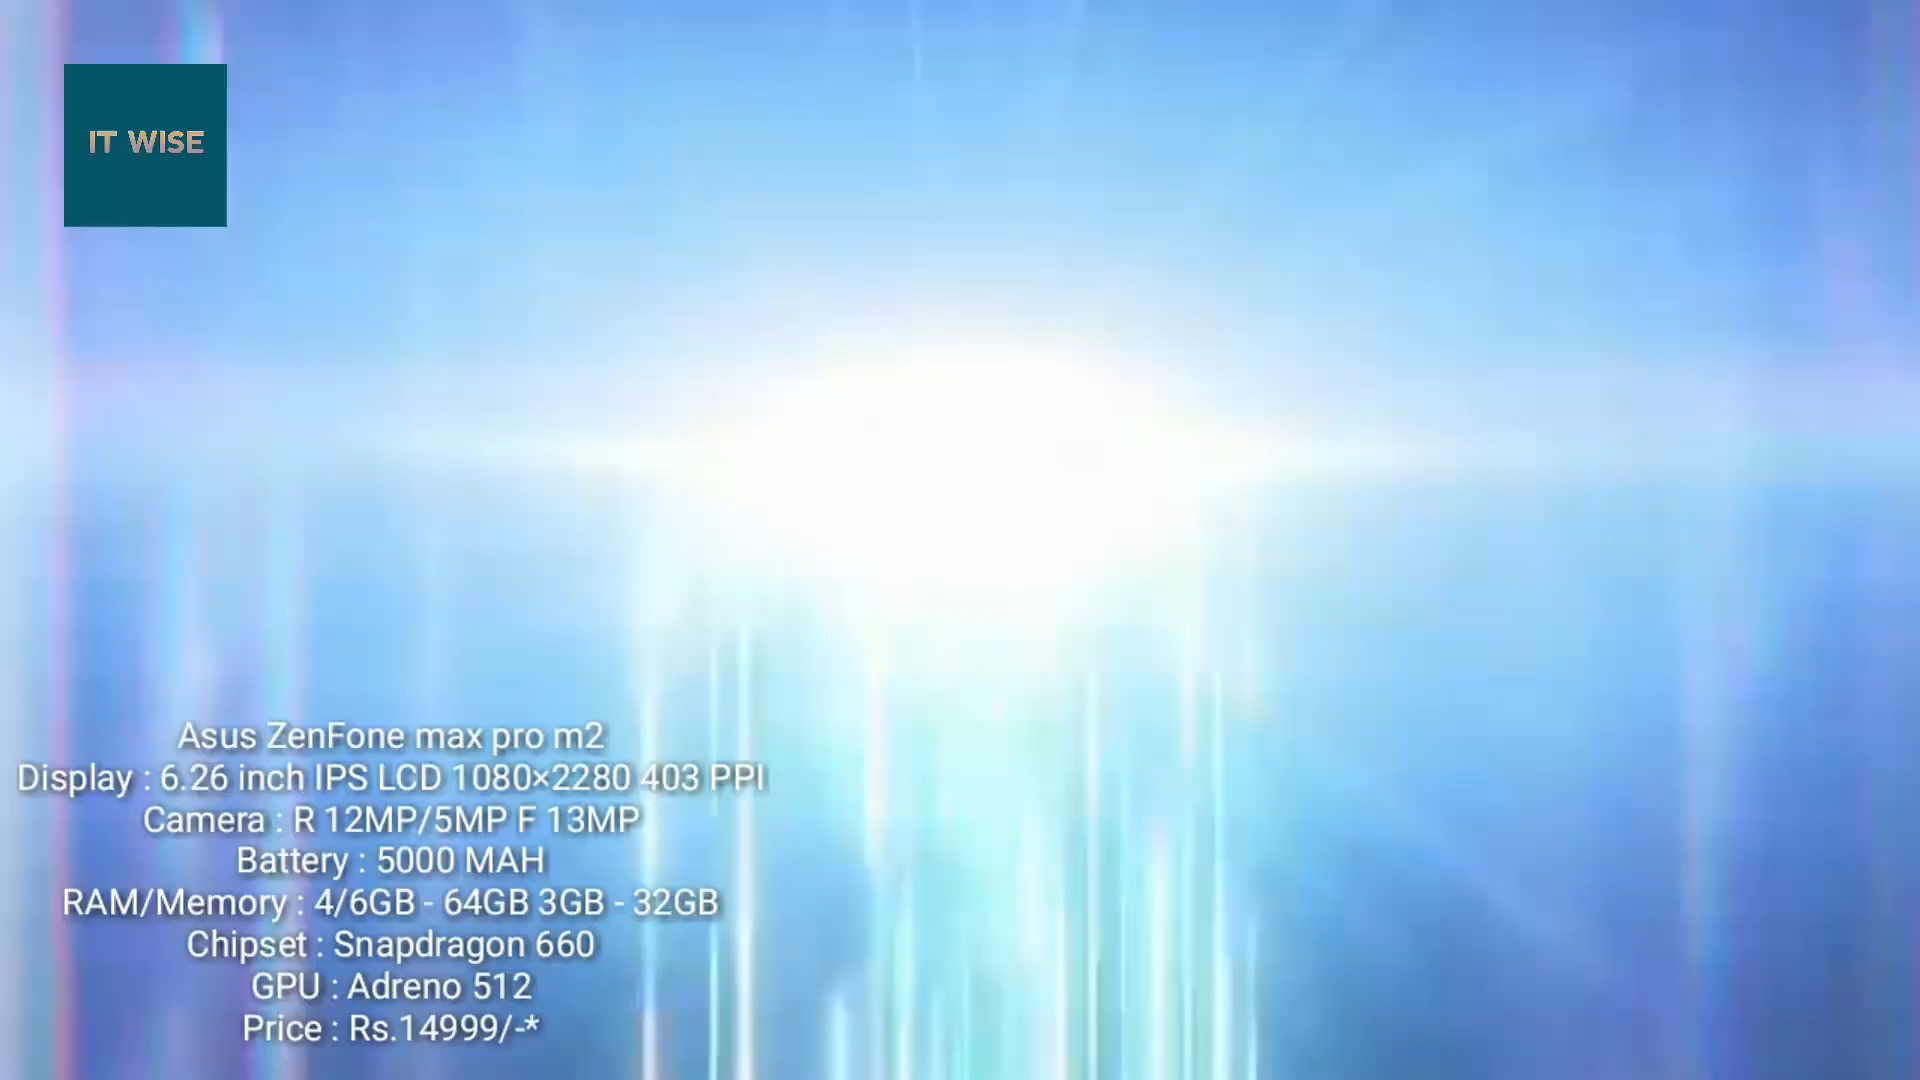 IT WISE
Asus ZenFone max pro m2
Display : 6.26 inch IPS LCD 1080×2280 403 PPI
Camera : R 12MP/5MP F 13MP
Battery : 5000 MAH
RAM/Memory : 4/6GB - 64GB 3GB - 32GB
Chipset : Snapdragon 660
GPU : Adreno 512
Price : Rs.14999/-*